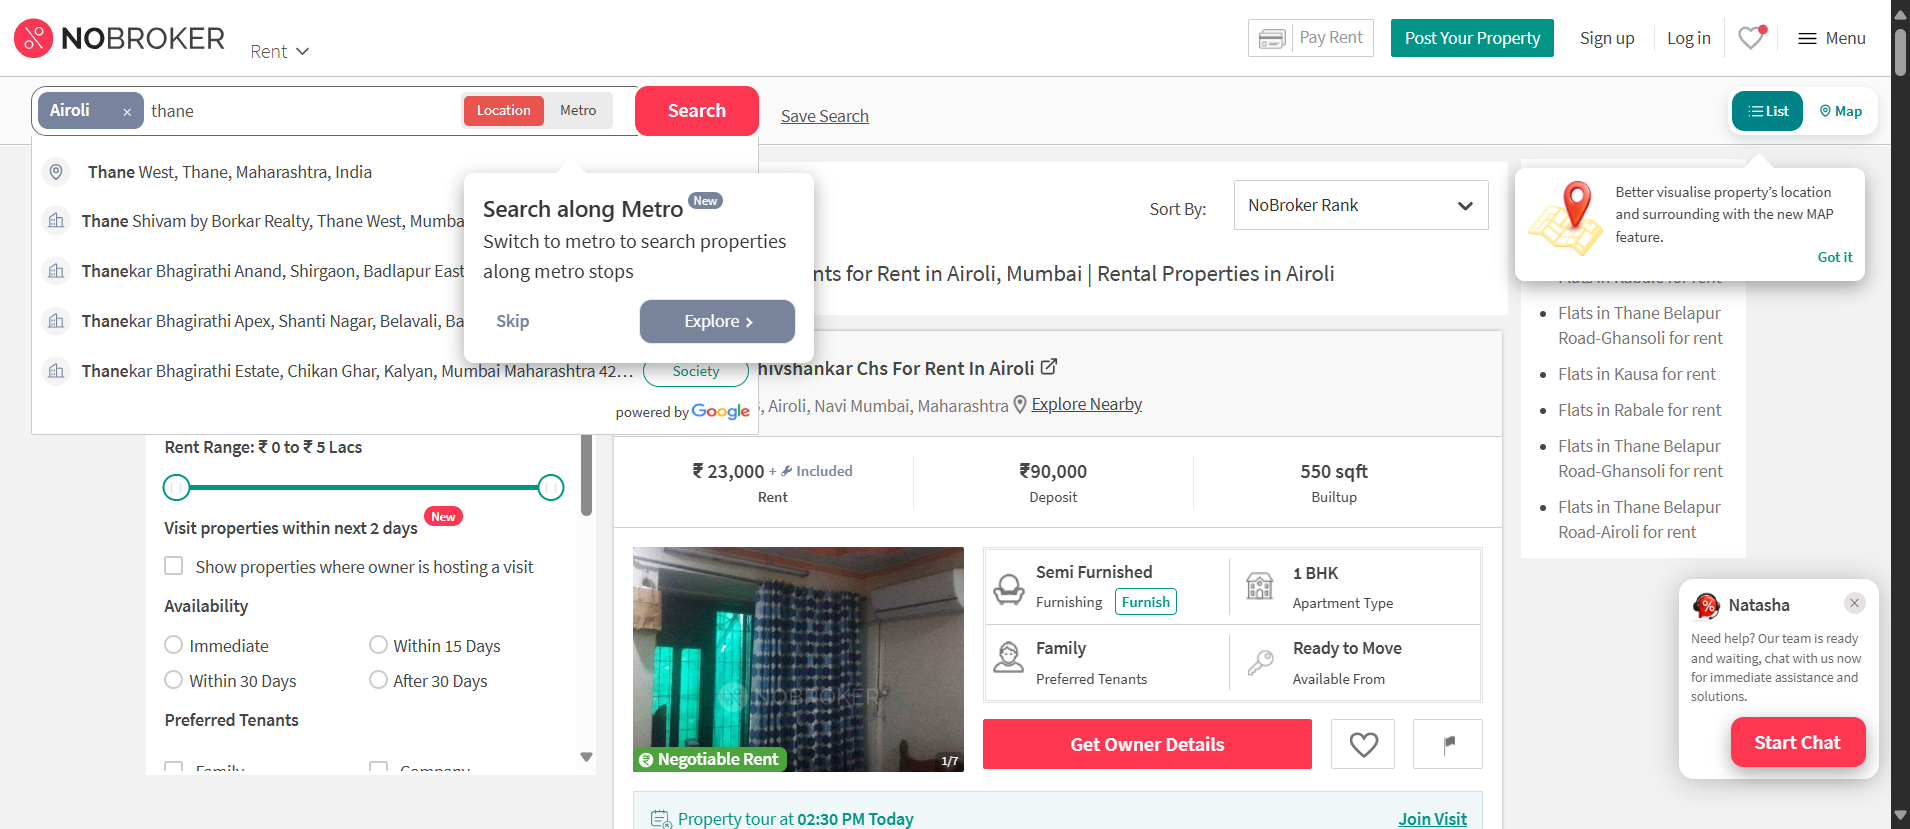 NOBROKER
Rent
Pay Rent
Post Your Property
Sign up
Log in
Menu
Airoli ×
thane
Location
Metro
Search
Save Search
List
Map
Thane West, Thane, Maharashtra, India
Thane Shivam by Borkar Realty, Thane West, Mumba
Thanekar Bhagirathi Anand, Shirgaon, Badlapur East
Thanekar Bhagirathi Apex, Shanti Nagar, Belavali, Ba
Thanekar Bhagirathi Estate, Chikan Ghar, Kalyan, Mumbai Maharashtra 42...
Society
powered by Google
Search along Metro New
Switch to metro to search properties
along metro stops
Skip
Explore
Sort By:
NoBroker Rank
nts for Rent in Airoli, Mumbai | Rental Properties in Airoli
Better visualise property's location
and surrounding with the new MAP
feature.
Got it
Flats in Rabale for rent
Flats in Thane Belapur
Road-Ghansoli for rent
Flats in Kausa for rent
Flats in Rabale for rent
Flats in Thane Belapur
Road-Ghansoli for rent
Flats in Thane Belapur
Road-Airoli for rent
Rent Range: ₹ 0 to ₹ 5 Lacs
Visit properties within next 2 days New
Show properties where owner is hosting a visit
Availability
Immediate
Within 15 Days
Within 30 Days
After 30 Days
Preferred Tenants
Family
Company
hivshankar Chs For Rent In Airoli
, Airoli, Navi Mumbai, Maharashtra Explore Nearby
₹ 23,000 + Included
Rent
₹90,000
Deposit
550 sqft
Builtup
NOBROKER
Negotiable Rent
1/7
Semi Furnished
Furnishing Furnish
1 BHK
Apartment Type
Family
Preferred Tenants
Ready to Move
Available From
Get Owner Details
Property tour at 02:30 PM Today
Join Visit
Natasha
Need help? Our team is ready
and waiting, chat with us now
for immediate assistance and
solutions.
Start Chat